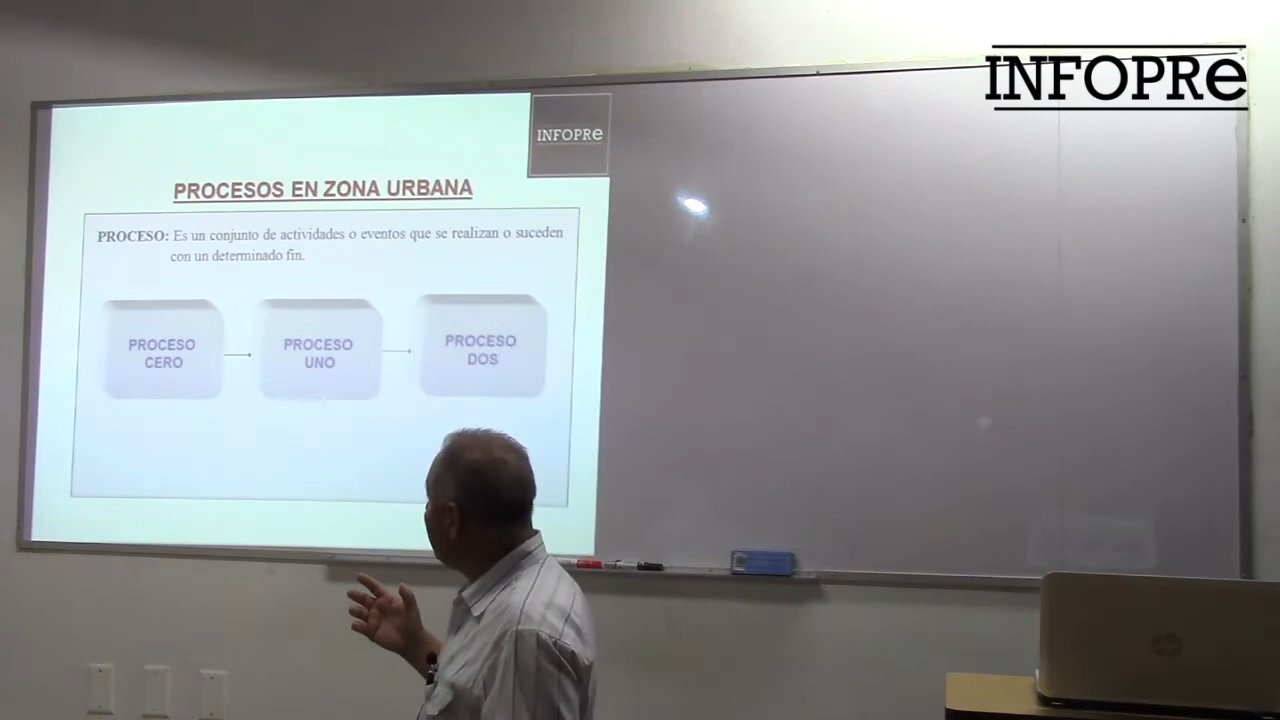 INFOPRe
INFOPRe
PROCESOS EN ZONA URBANA
PROCESO: Es un conjunto de actividades o eventos que se realizan o suceden
con un determinado fin.
PROCESO
CERO
PROCESO
UNO
PROCESO
DOS
hp